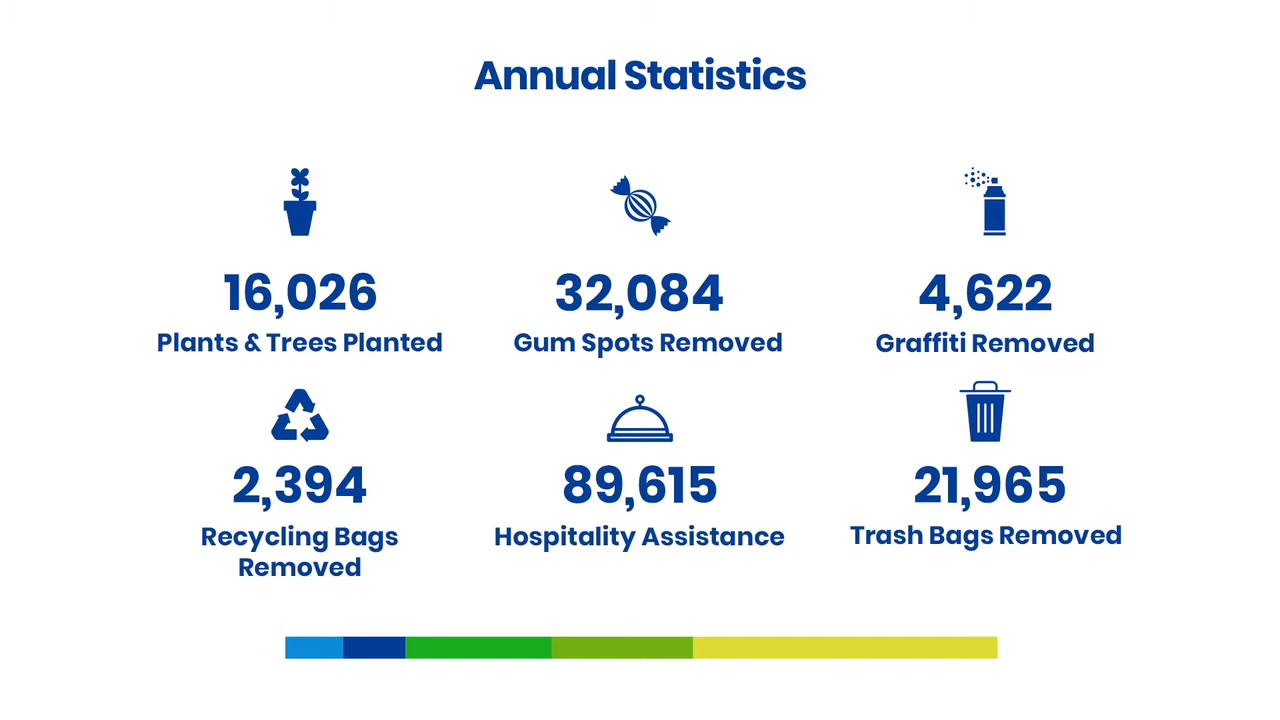 Annual Statistics
16,026
Plants & Trees Planted
32,084
Gum Spots Removed
4,622
Graffiti Removed
2,394
Recycling Bags
Removed
89,615
Hospitality Assistance
21,965
Trash Bags Removed